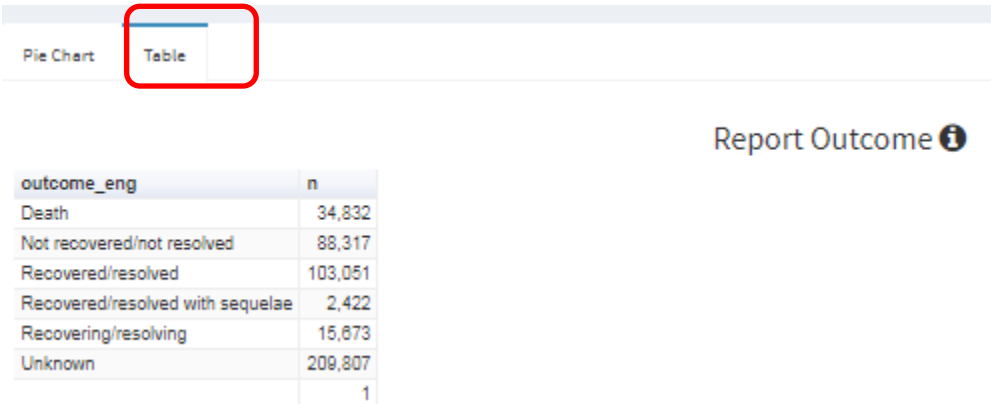 Pie Chart Table
Report Outcome
outcome_eng n
Death 34,832
Not recovered/not resolved 88,317
Recovered/resolved 103,051
Recovered/resolved with sequelae 2,422
Recovering/resolving 15,673
Unknown 209,807
1